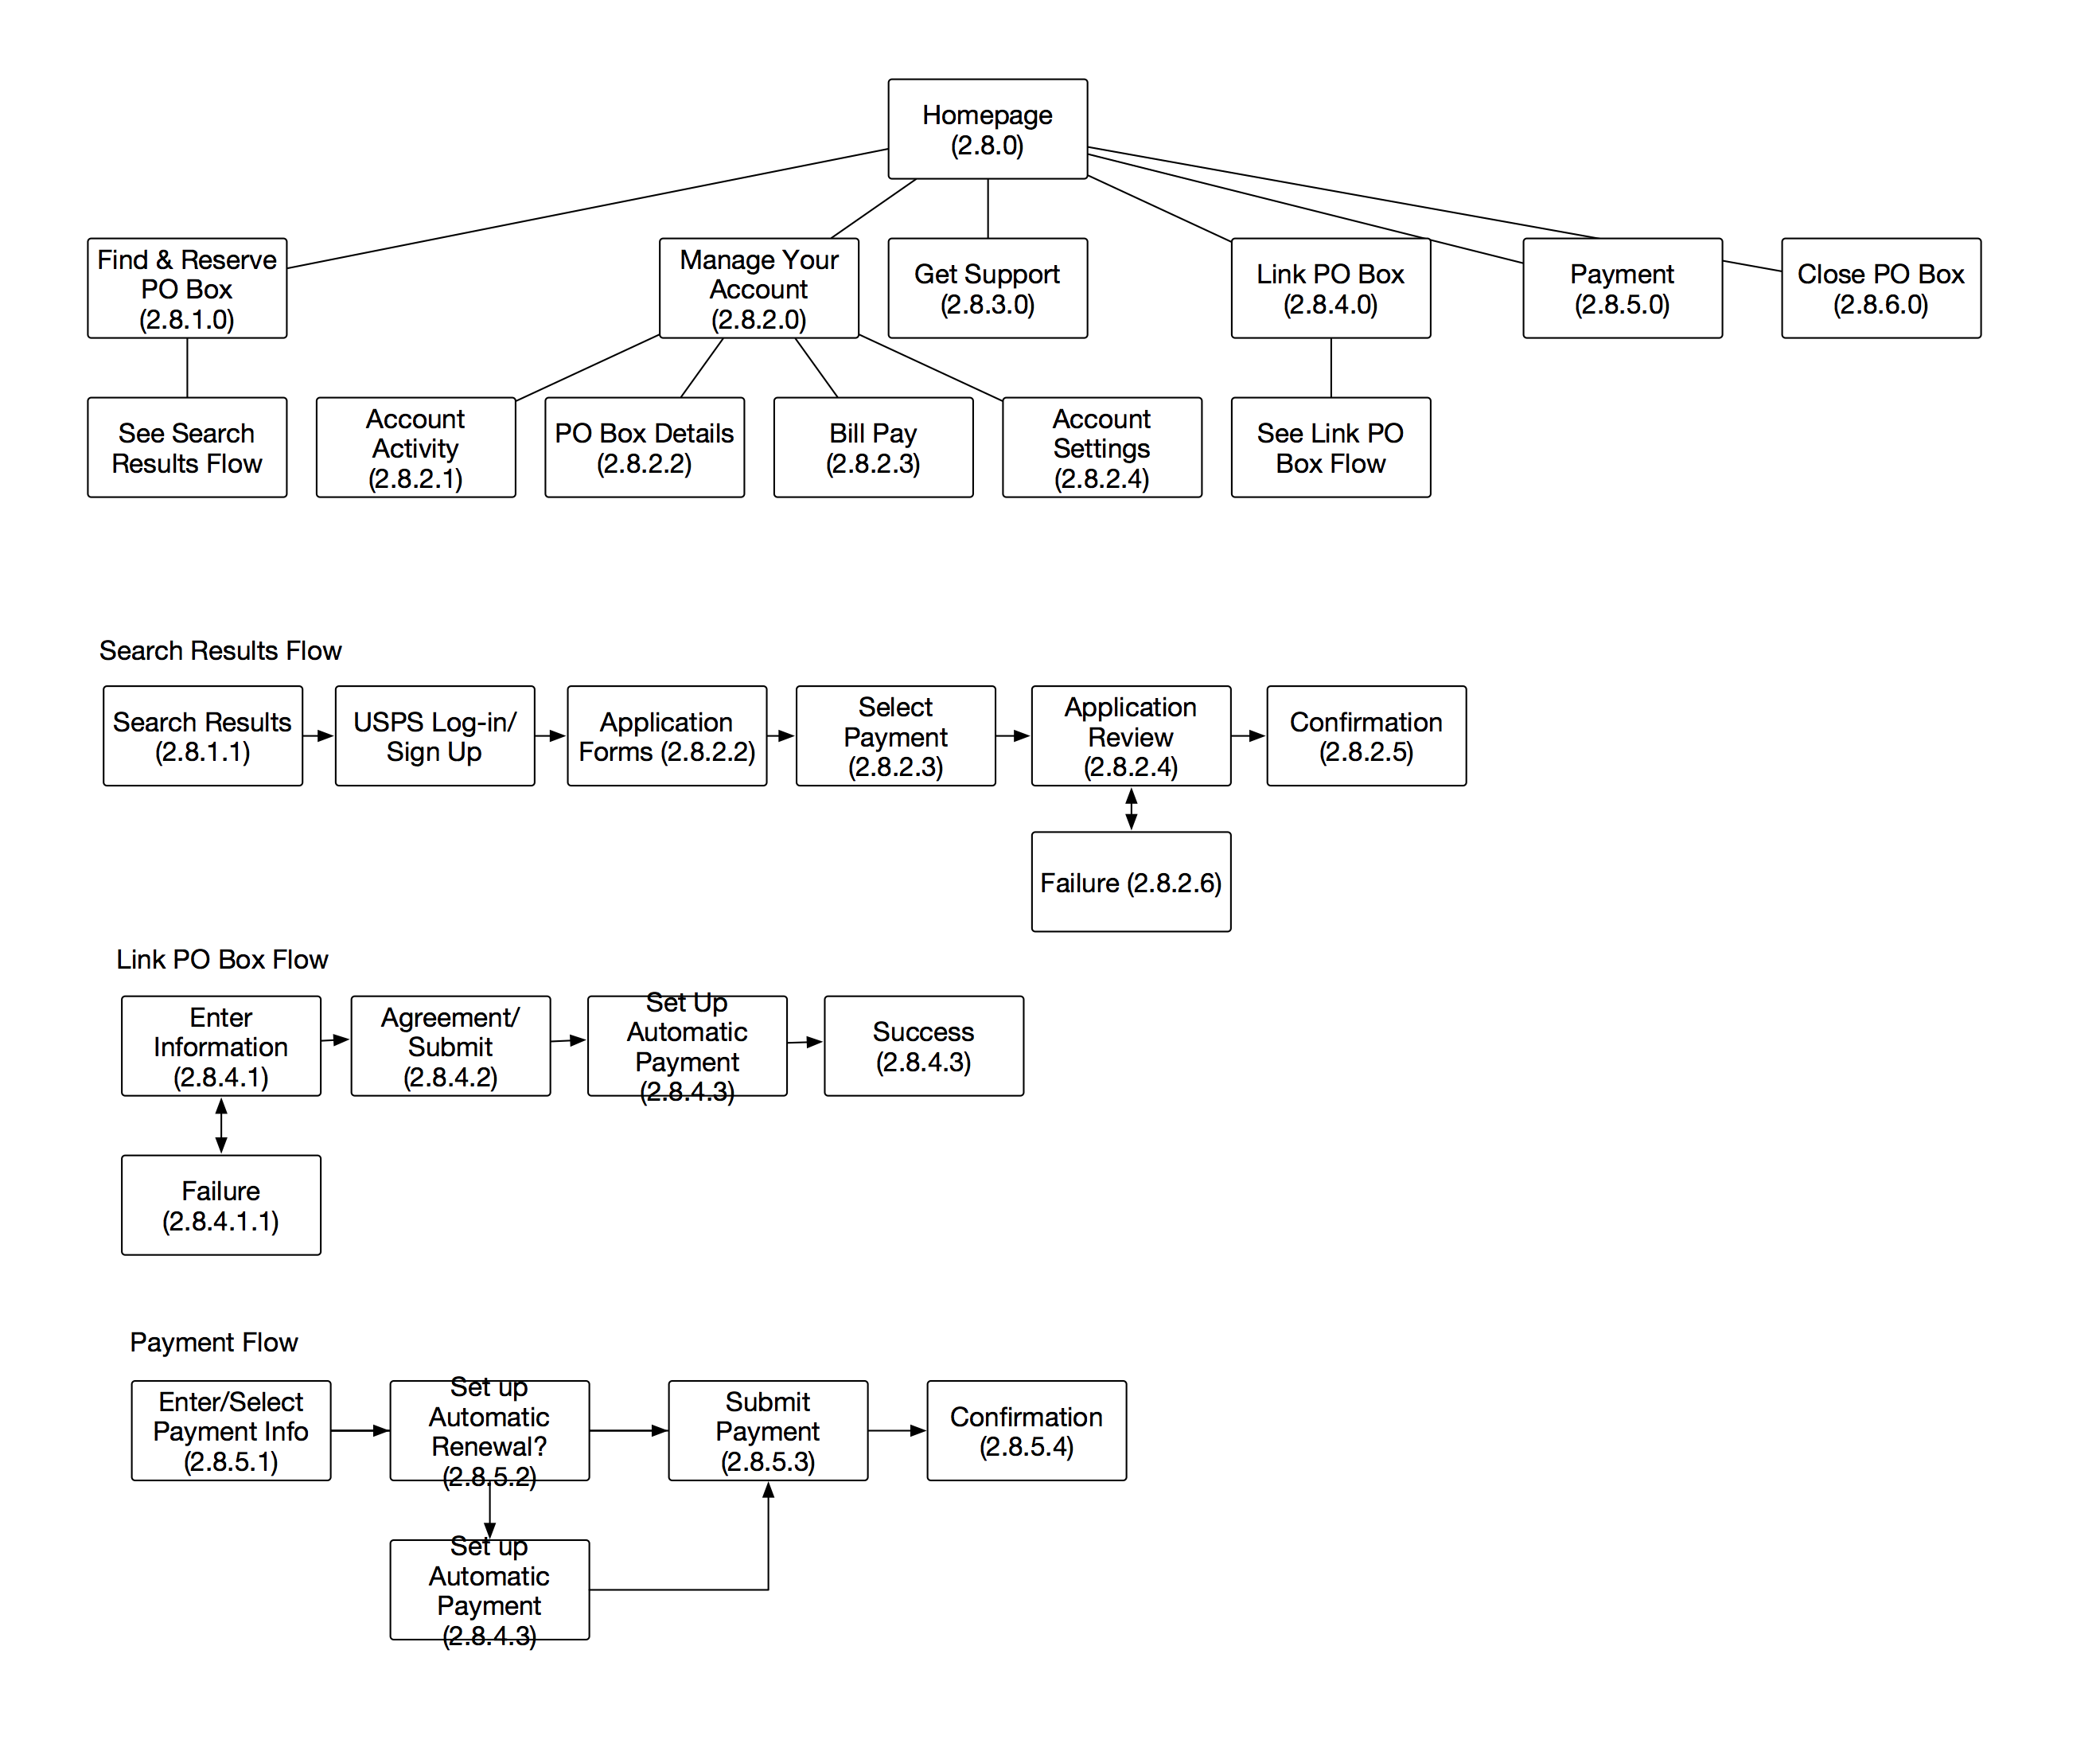 Homepage
(2.8.0)
Find & Reserve
PO Box
(2.8.1.0)
Manage Your
Account
(2.8.2.0)
Get Support
(2.8.3.0)
Link PO Box
(2.8.4.0)
Payment
(2.8.5.0)
Close PO Box
(2.8.6.0)
See Search
Results Flow
Account
Activity
(2.8.2.1)
PO Box Details
(2.8.2.2)
Bill Pay
(2.8.2.3)
Account
Settings
(2.8.2.4)
See Link PO
Box Flow
Search Results Flow
Search Results
(2.8.1.1)
USPS Log-in/
Sign Up
Application
Forms (2.8.2.2)
Select
Payment
(2.8.2.3)
Application
Review
(2.8.2.4)
Confirmation
(2.8.2.5)
Failure (2.8.2.6)
Link PO Box Flow
Enter
Information
(2.8.4.1)
Agreement/
Submit
(2.8.4.2)
Set Up
Automatic
Payment
(2.8.4.3)
Success
(2.8.4.3)
Failure
(2.8.4.1.1)
Payment Flow
Enter/Select
Payment Info
(2.8.5.1)
Set up
Automatic
Renewal?
(2.8.5.2)
Submit
Payment
(2.8.5.3)
Confirmation
(2.8.5.4)
Set up
Automatic
Payment
(2.8.4.3)